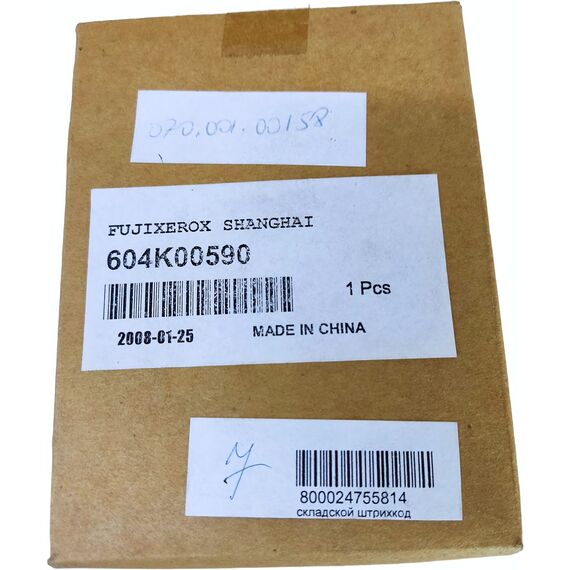 070.001.00158
FUJIXEROX SHANGHAI
604K00590
1 Pcs
2008-01-25
MADE IN CHINA
800024755814
складской штрихкод